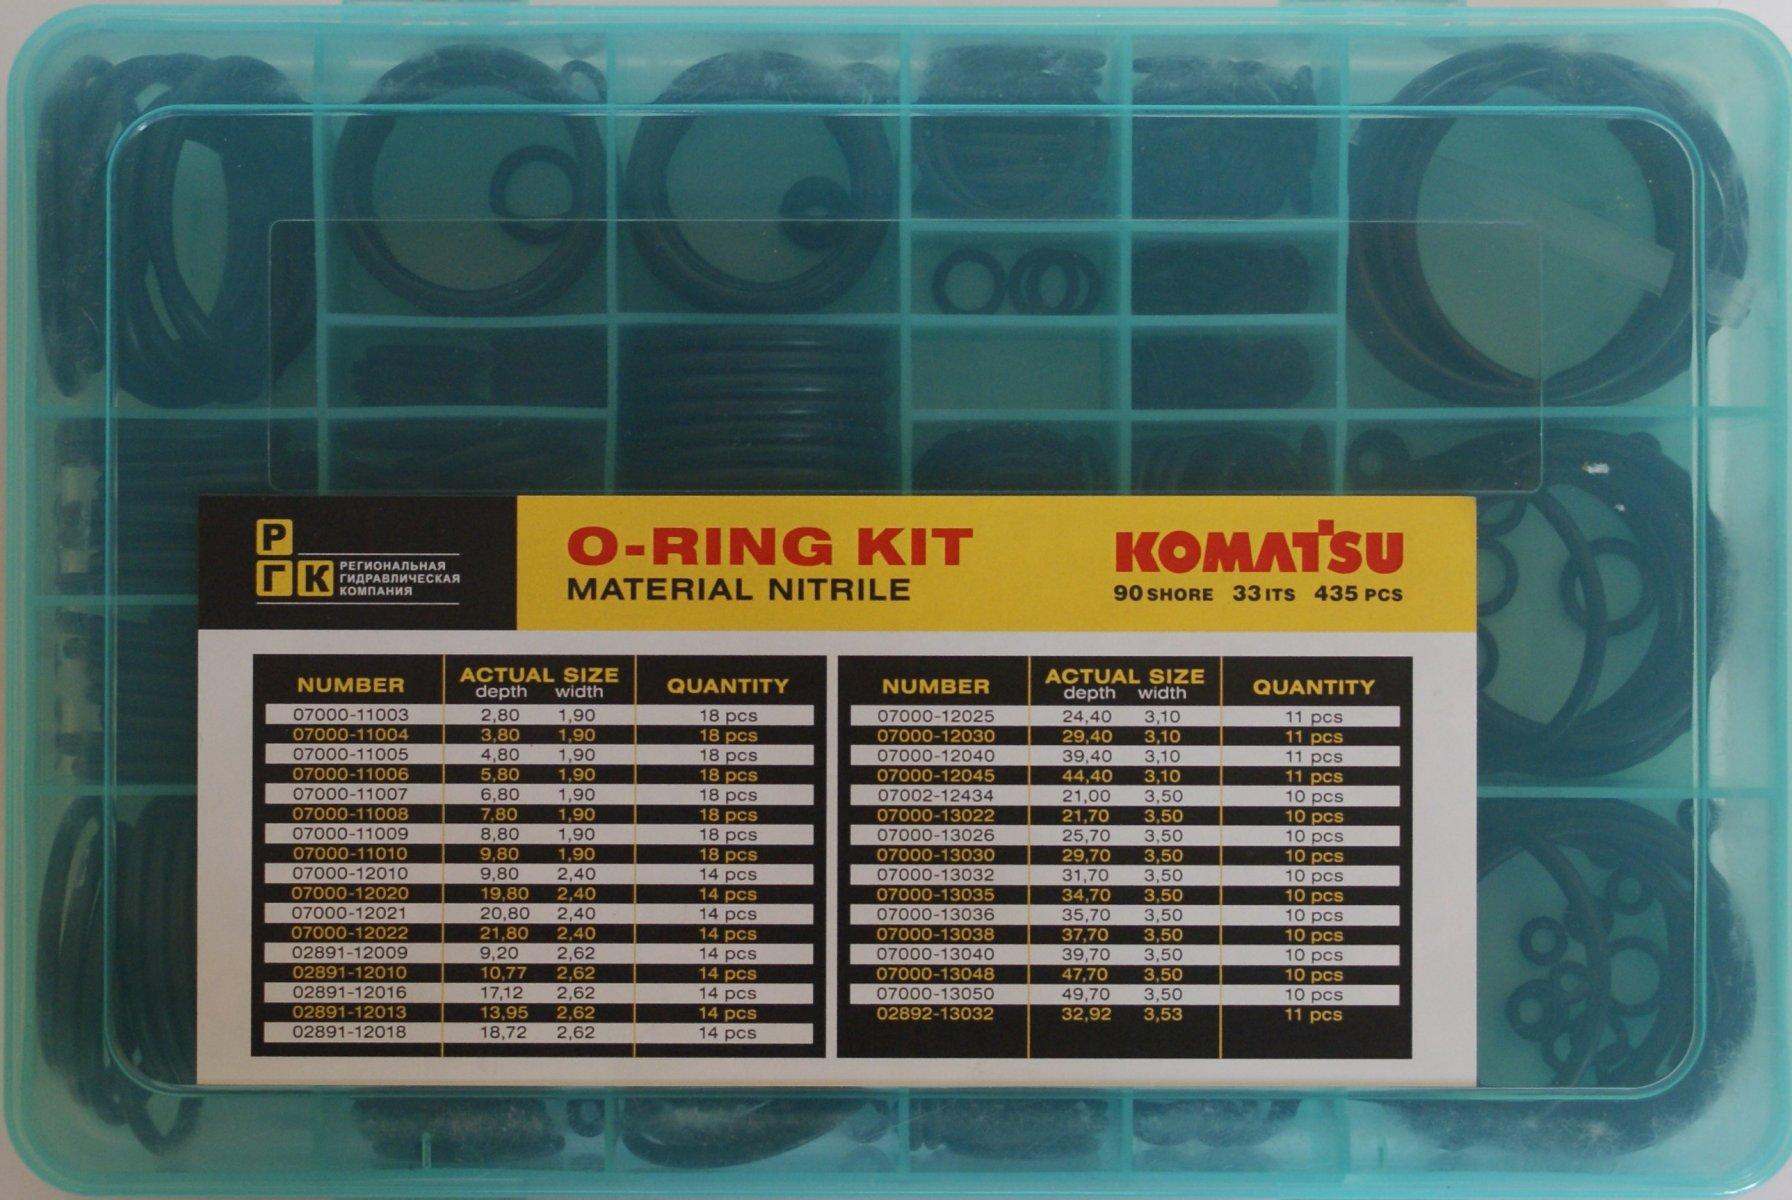 Р
ГК
РЕГИОНАЛЬНАЯ
ГИДРАВЛИЧЕСКАЯ
КОМПАНИЯ
O-RING KIT
MATERIAL NITRILE
KOMATSU
90 SHORE 33 ITS 435 PCS
NUMBER ACTUAL SIZE QUANTITY
depth width
07000-11003 2,80 1,90 18 pcs
07000-11004 3,80 1,90 18 pcs
07000-11005 4,80 1,90 18 pcs
07000-11006 5,80 1,90 18 pcs
07000-11007 6,80 1,90 18 pcs
07000-11008 7,80 1,90 18 pcs
07000-11009 8,80 1,90 18 pcs
07000-11010 9,80 1,90 18 pcs
07000-12010 9,80 2,40 14 pcs
07000-12020 19,80 2,40 14 pcs
07000-12021 20,80 2,40 14 pcs
07000-12022 21,80 2,40 14 pcs
02891-12009 9,20 2,62 14 pcs
02891-12010 10,77 2,62 14 pcs
02891-12016 17,12 2,62 14 pcs
02891-12013 13,95 2,62 14 pcs
02891-12018 18,72 2,62 14 pcs
NUMBER ACTUAL SIZE QUANTITY
depth width
07000-12025 24,40 3,10 11 pcs
07000-12030 29,40 3,10 11 pcs
07000-12040 39,40 3,10 11 pcs
07000-12045 44,40 3,10 11 pcs
07002-12434 21,00 3,50 10 pcs
07000-13022 21,70 3,50 10 pcs
07000-13026 25,70 3,50 10 pcs
07000-13030 29,70 3,50 10 pcs
07000-13032 31,70 3,50 10 pcs
07000-13035 34,70 3,50 10 pcs
07000-13036 35,70 3,50 10 pcs
07000-13038 37,70 3,50 10 pcs
07000-13040 39,70 3,50 10 pcs
07000-13048 47,70 3,50 10 pcs
07000-13050 49,70 3,50 10 pcs
02892-13032 32,92 3,53 11 pcs